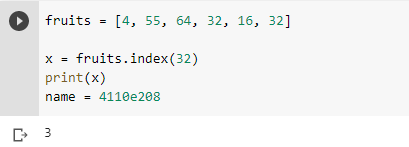 fruits = [4, 55, 64, 32, 16, 32]
x = fruits.index(32)
print(x)
name = 4110e208
3